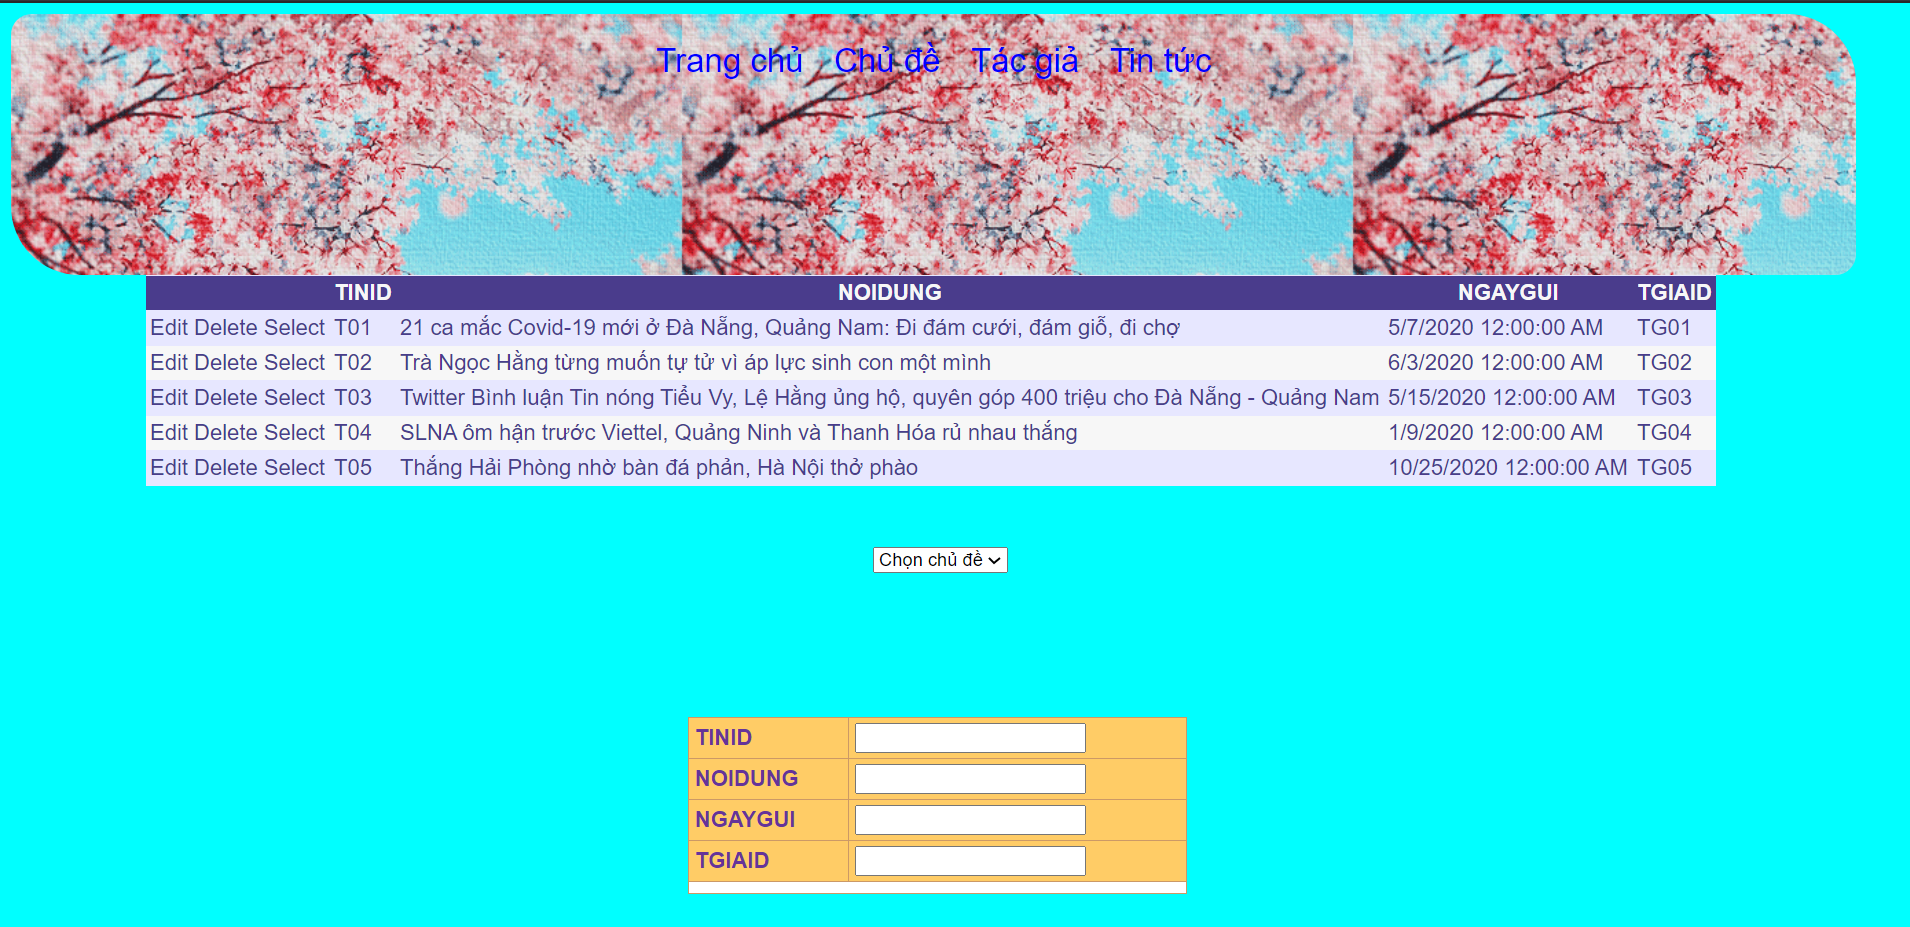 Trang chủ Chủ đề Tác giả Tin tức
TINID NOIDUNG NGAYGUI TGIAID
Edit Delete Select T01 21 ca mắc Covid-19 mới ở Đà Nẵng, Quảng Nam: Đi đám cưới, đám giỗ, đi chợ 5/7/2020 12:00:00 AM TG01
Edit Delete Select T02 Trà Ngọc Hằng từng muốn tự tử vì áp lực sinh con một mình 6/3/2020 12:00:00 AM TG02
Edit Delete Select T03 Twitter Bình luận Tin nóng Tiểu Vy, Lệ Hằng ủng hộ, quyên góp 400 triệu cho Đà Nẵng - Quảng Nam 5/15/2020 12:00:00 AM TG03
Edit Delete Select T04 SLNA ôm hận trước Viettel, Quảng Ninh và Thanh Hóa rủ nhau thắng 1/9/2020 12:00:00 AM TG04
Edit Delete Select T05 Thắng Hải Phòng nhờ bàn đá phản, Hà Nội thở phào 10/25/2020 12:00:00 AM TG05
Chọn chủ đề
TINID
NOIDUNG
NGAYGUI
TGIAID